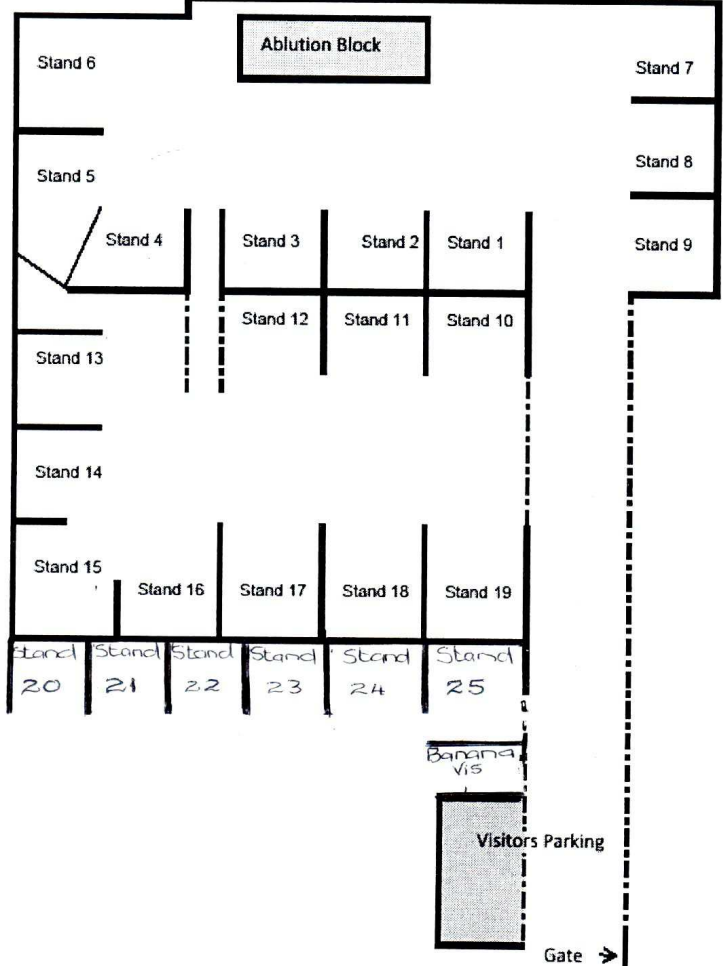 Ablution Block
Stand 6
Stand 7
Stand 5
Stand 8
Stand 4
Stand 3
Stand 2
Stand 1
Stand 9
Stand 12
Stand 11
Stand 10
Stand 13
Stand 14
Stand 15
Stand 16
Stand 17
Stand 18
Stand 19
Stand
20
Stand
21
Stand
22
Stand
23
Stand
24
Stand
25
Banana
Vis
Visitors Parking
Gate